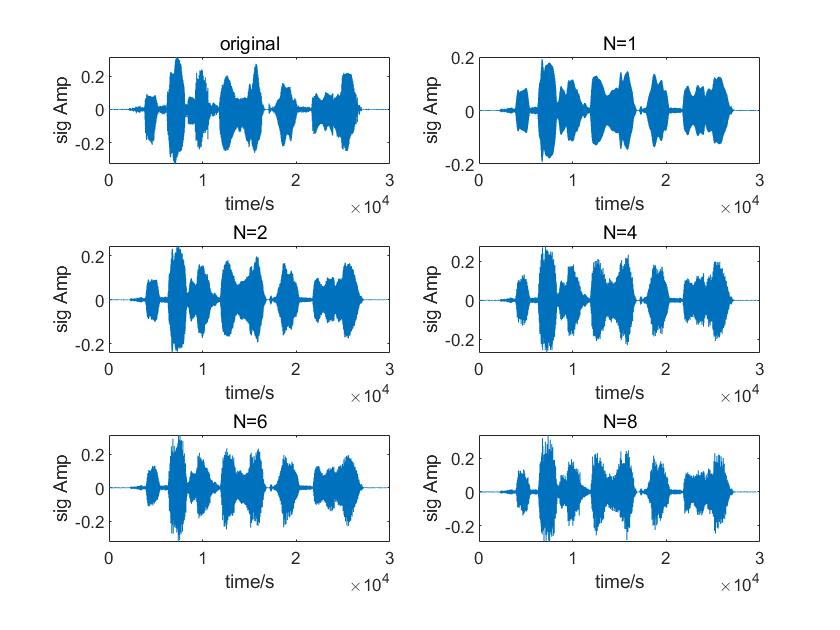 original
sig Amp
0.2
0
-0.2
0 1 2 3
time/s
×10^4
N=1
sig Amp
0.2
0
-0.2
0 1 2 3
time/s
×10^4
N=2
sig Amp
0.2
0
-0.2
0 1 2 3
time/s
×10^4
N=4
sig Amp
0.2
0
-0.2
0 1 2 3
time/s
×10^4
N=6
sig Amp
0.2
0
-0.2
0 1 2 3
time/s
×10^4
N=8
sig Amp
0.2
0
-0.2
0 1 2 3
time/s
×10^4